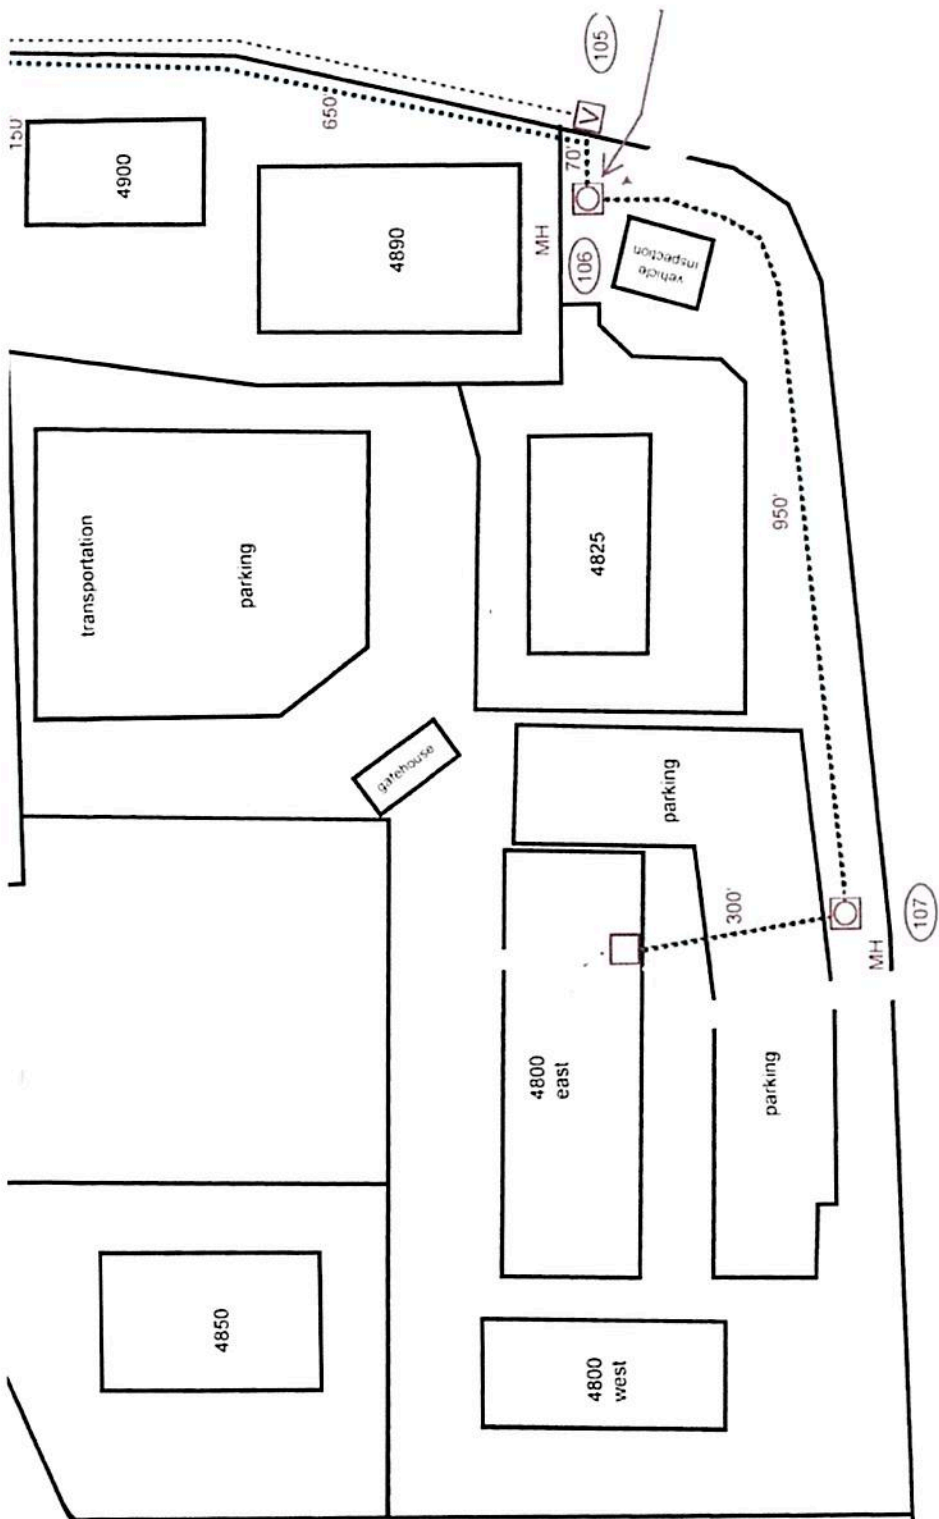 105
150'
650'
4900
70'
4890
MH
106
vehicle
inspection
transportation
parking
4825
950'
gatehouse
parking
300'
107
MH
4800
east
parking
4850
4800
west
V